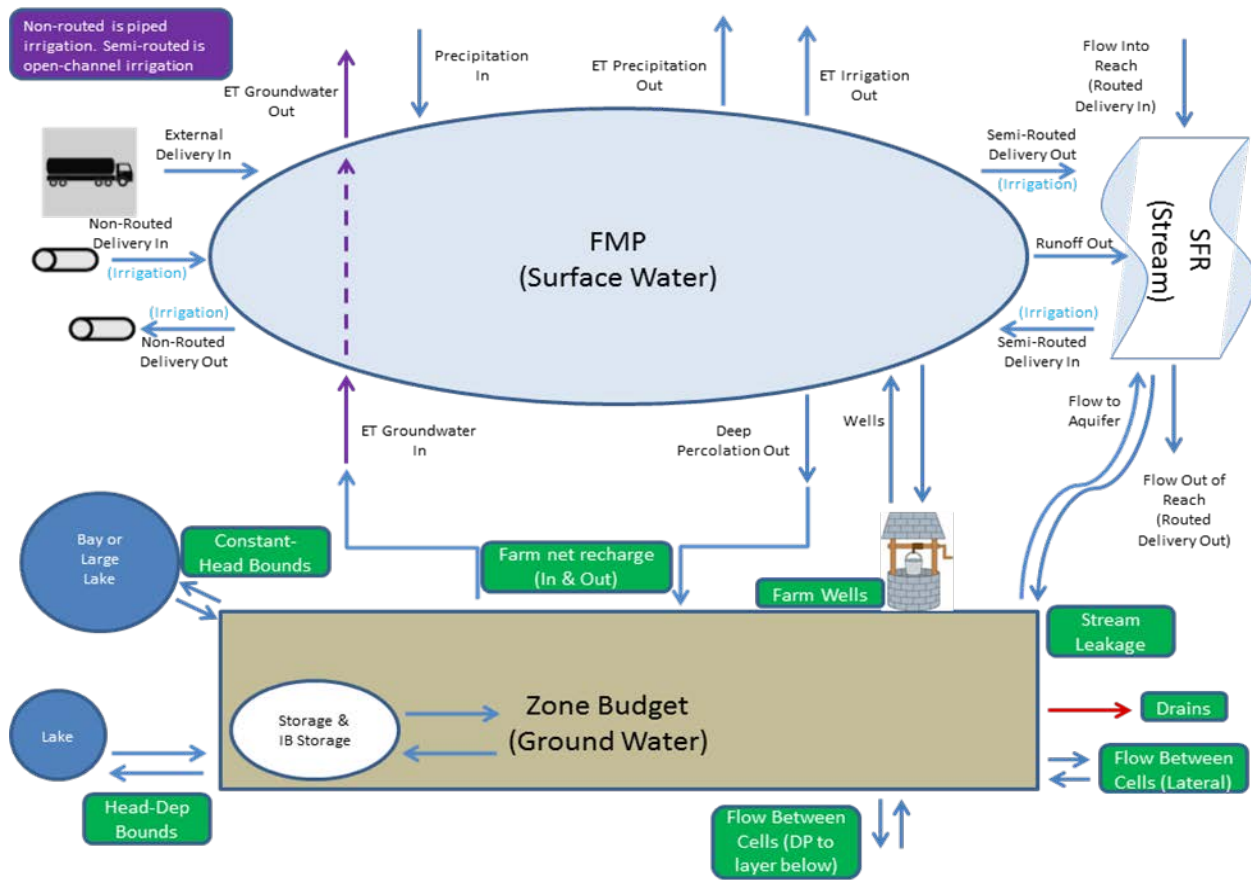 Non-routed is piped
irrigation. Semi-routed is
open-channel irrigation
ET Groundwater
Out
Precipitation
In
ET Precipitation
Out
ET Irrigation
Out
Flow Into
Reach
(Routed
Delivery In)
External
Delivery In
Semi-Routed
Delivery Out
(Irrigation)
Non-Routed
Delivery In
(Irrigation)
FMP
(Surface Water)
Runoff Out
SFR
(Stream)
(Irrigation)
Non-Routed
Delivery Out
(Irrigation)
Semi-Routed
Delivery In
ET Groundwater
In
Deep
Percolation Out
Wells
Flow to
Aquifer
Flow Out of
Reach
(Routed
Delivery Out)
Bay or
Large
Lake
Constant-
Head Bounds
Farm net recharge
(In & Out)
Farm Wells
Stream
Leakage
Storage &
IB Storage
Zone Budget
(Ground Water)
Drains
Lake
Flow Between
Cells (Lateral)
Head-Dep
Bounds
Flow Between
Cells (DP to
layer below)